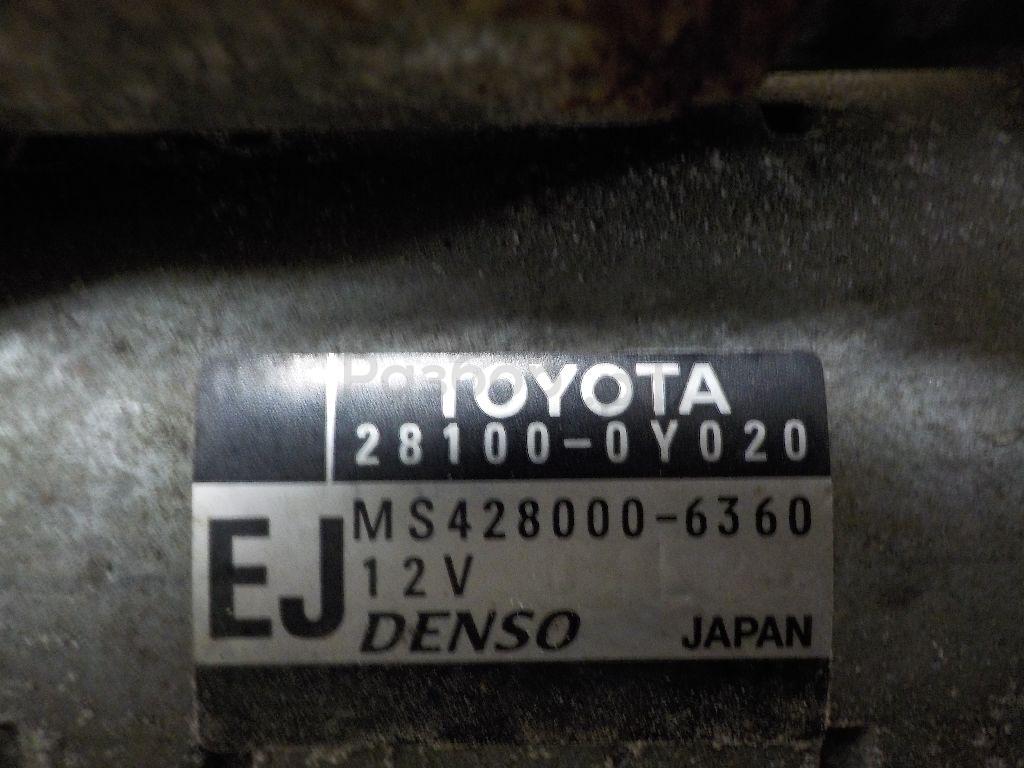 TOYOTA
28100-0Y020
EJ
MS428000-6360
12V
DENSO JAPAN